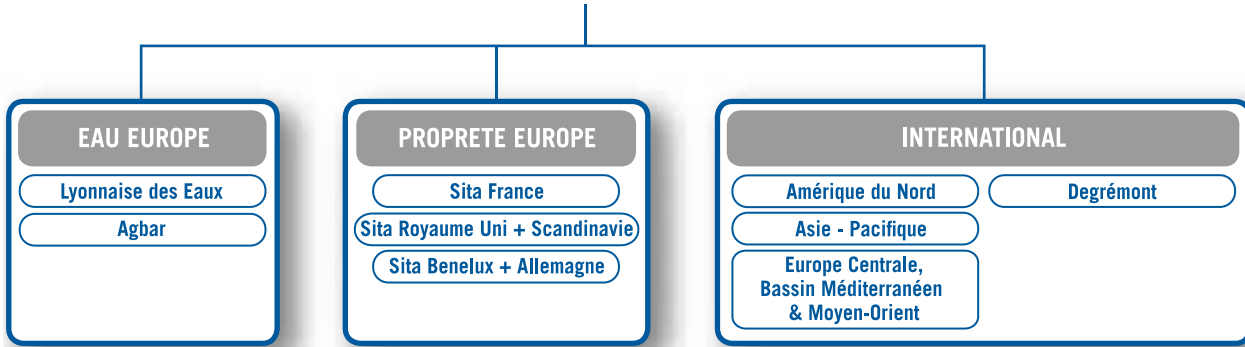 EAU EUROPE
Lyonnaise des Eaux
Agbar
PROPRETE EUROPE
Sita France
Sita Royaume Uni + Scandinavie
Sita Benelux + Allemagne
INTERNATIONAL
Amérique du Nord
Asie - Pacifique
Europe Centrale,
Bassin Méditerranéen
& Moyen-Orient
Degrémont